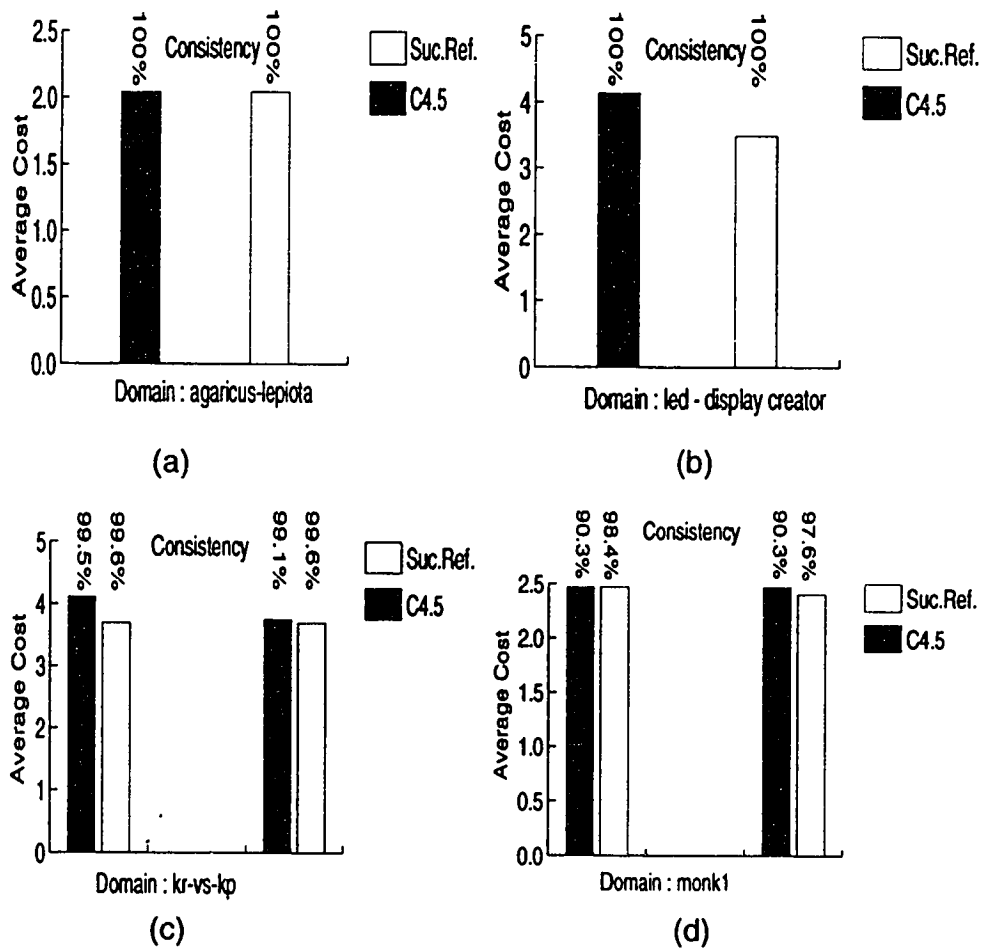 100%
Consistency
100%
Suc.Ref.
C4.5
2.5
2.0
1.5
1.0
0.5
0.0
Average Cost
Domain : agaricus-lepiota
(a)
100%
Consistency
100%
Suc.Ref.
C4.5
5
4
3
2
1
0
Average Cost
Domain : led - display creator
(b)
99.5%
99.6%
Consistency
99.1%
99.6%
Suc.Ref.
C4.5
5
4
3
2
1
0
Average Cost
Domain : kr-vs-kp
(c)
90.3%
98.4%
Consistency
90.3%
97.6%
Suc.Ref.
C4.5
2.5
2.0
1.5
1.0
0.5
0.0
Average Cost
Domain : monk1
(d)